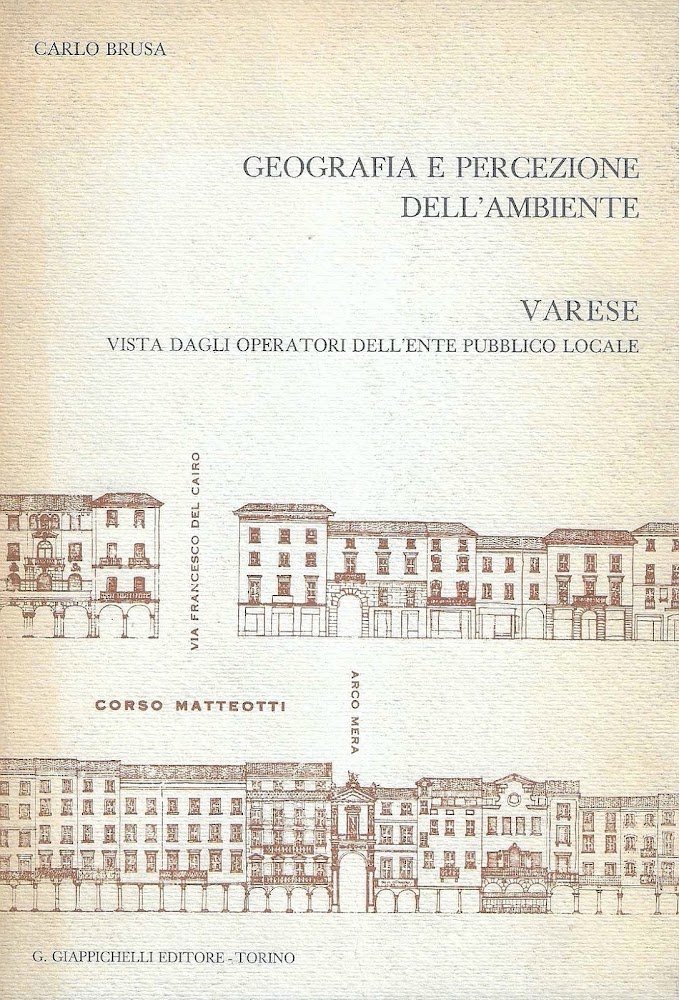 CARLO BRUSA
GEOGRAFIA E PERCEZIONE
DELL'AMBIENTE
VARESE
VISTA DAGLI OPERATORI DELL'ENTE PUBBLICO LOCALE
VIA FRANCESCO DEL CAIRO
CORSO MATTEOTTI
ARCO MERA
G. GIAPPICHELLI EDITORE - TORINO